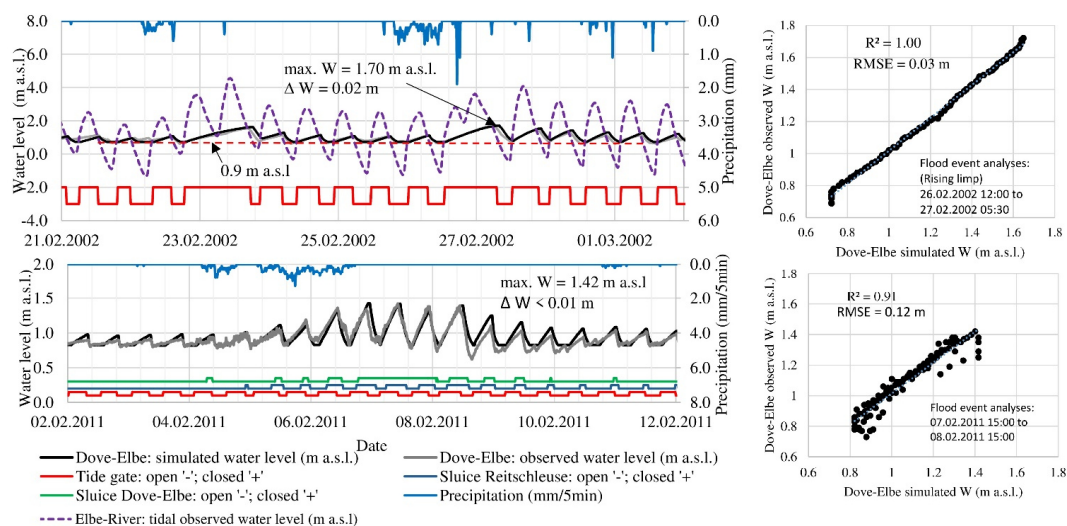 8.0
6.0
4.0
2.0
0.0
-2.0
-4.0
Water level (m a.s.l.)
max. W = 1.70 m a.s.l.
Δ W = 0.02 m
0.9 m a.s.l
0.0
1.0
2.0
3.0
4.0
5.0
6.0
Precipitation (mm)
21.02.2002 23.02.2002 25.02.2002 27.02.2002 01.03.2002
2.0
1.5
1.0
0.5
0.0
Water level (m a.s.l.)
max. W = 1.42 m a.s.l
Δ W < 0.01 m
0.0
2.0
4.0
6.0
8.0
Precipitation (mm/5min)
02.02.2011 04.02.2011 06.02.2011 08.02.2011 10.02.2011 12.02.2011
Date
Dove-Elbe: simulated water level (m a.s.l.)
Dove-Elbe: observed water level (m a.s.l.)
Tide gate: open '-'; closed '+'
Sluice Reitschleuse: open '-'; closed '+'
Sluice Dove-Elbe: open '-'; closed '+'
Precipitation (mm/5min)
Elbe-River: tidal observed water level (m a.s.l)
1.8
1.6
1.4
1.2
1
0.8
0.6
Dove-Elbe observed W (m a.s.l.)
R² = 1.00
RMSE = 0.03 m
Flood event analyses:
(Rising limp)
26.02.2002 12:00 to
27.02.2002 05:30
0.6 0.8 1 1.2 1.4 1.6 1.8
Dove-Elbe simulated W (m a.s.l.)
1.8
1.6
1.4
1.2
1
0.8
0.6
Dove-Elbe observed W (m a.s.l.)
R² = 0.91
RMSE = 0.12 m
Flood event analyses:
07.02.2011 15:00 to
08.02.2011 15:00
0.6 0.8 1 1.2 1.4 1.6 1.8
Dove-Elbe simulated W (m a.s.l.)